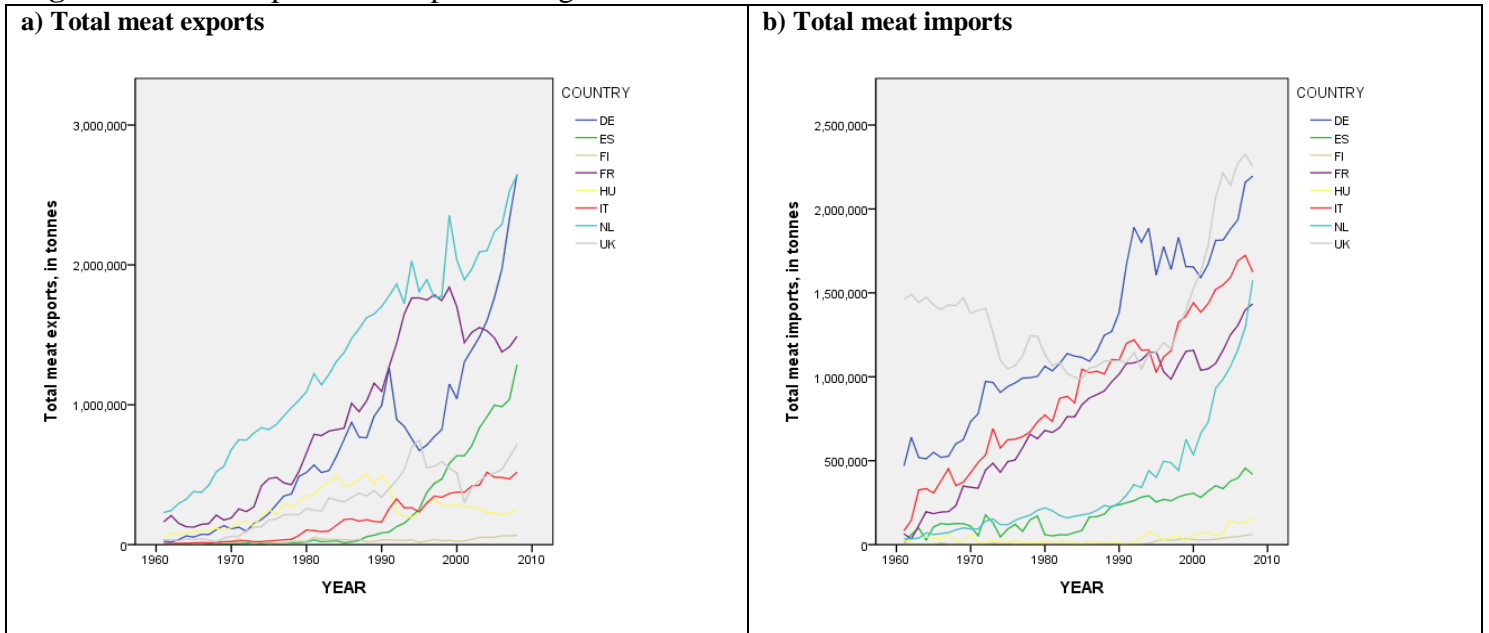 a) Total meat exports
COUNTRY
DE
ES
FI
FR
HU
IT
NL
UK
3,000,000
2,000,000
1,000,000
0
Total meat exports, in tonnes
1960 1970 1980 1990 2000 2010
YEAR
b) Total meat imports
COUNTRY
DE
ES
FI
FR
HU
IT
NL
UK
2,500,000
2,000,000
1,500,000
1,000,000
500,000
0
Total meat imports, in tonnes
1960 1970 1980 1990 2000 2010
YEAR